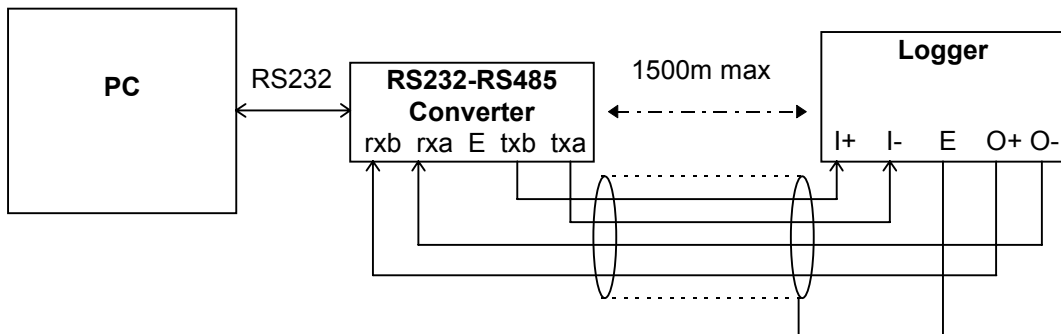 PC
RS232
RS232-RS485
Converter
rxb rxa E txb txa
1500m max
Logger
I+ I- E O+ O-